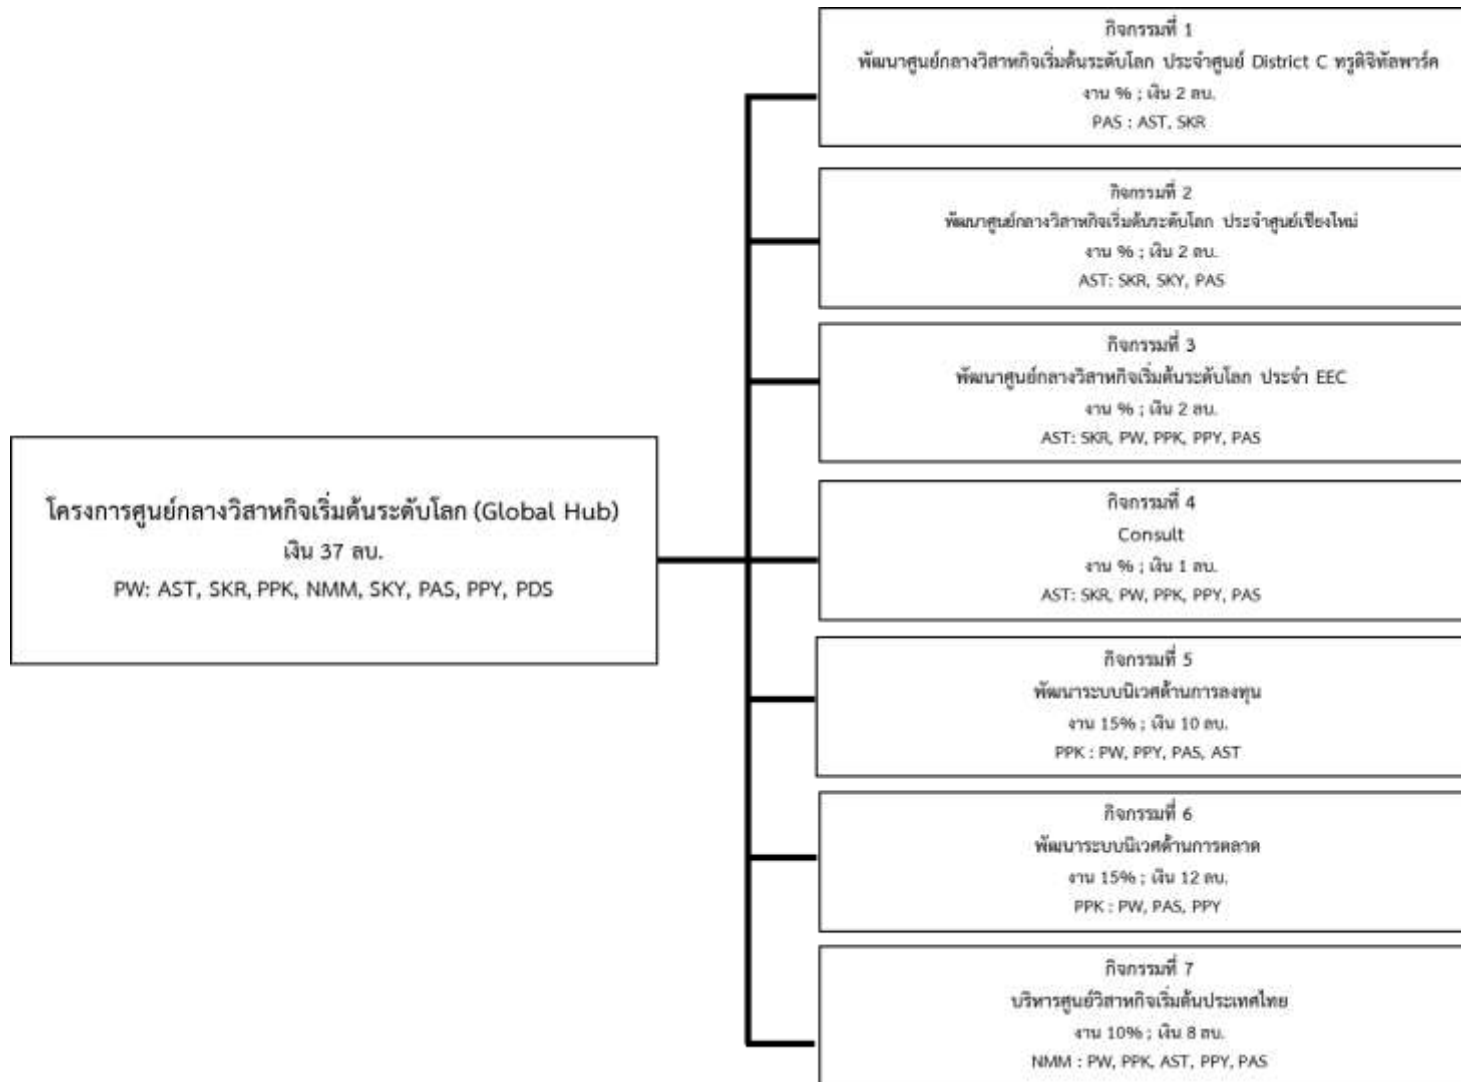 โครงการศูนย์กลางวิสาหกิจเริ่มต้นระดับโลก (Global Hub)
เงิน 37 ลบ.
PW: AST, SKR, PPK, NMM, SKY, PAS, PPY, PDS
กิจกรรมที่ 1
พัฒนาศูนย์กลางวิสาหกิจเริ่มต้นระดับโลก ประจำศูนย์ District C ทรูดิจิทัลพาร์ค
งาน % ; เงิน 2 ลบ.
PAS : AST, SKR
กิจกรรมที่ 2
พัฒนาศูนย์กลางวิสาหกิจเริ่มต้นระดับโลก ประจำศูนย์เชียงใหม่
งาน % ; เงิน 2 ลบ.
AST: SKR, SKY, PAS
กิจกรรมที่ 3
พัฒนาศูนย์กลางวิสาหกิจเริ่มต้นระดับโลก ประจำ EEC
งาน % ; เงิน 2 ลบ.
AST: SKR, PW, PPK, PPY, PAS
กิจกรรมที่ 4
Consult
งาน % ; เงิน 1 ลบ.
AST: SKR, PW, PPK, PPY, PAS
กิจกรรมที่ 5
พัฒนาระบบนิเวศด้านการลงทุน
งาน 15% ; เงิน 10 ลบ.
PPK : PW, PPY, PAS, AST
กิจกรรมที่ 6
พัฒนาระบบนิเวศด้านการตลาด
งาน 15% ; เงิน 12 ลบ.
PPK : PW, PAS, PPY
กิจกรรมที่ 7
บริหารศูนย์วิสาหกิจเริ่มต้นประเทศไทย
งาน 10% ; เงิน 8 ลบ.
NMM : PW, PPK, AST, PPY, PAS